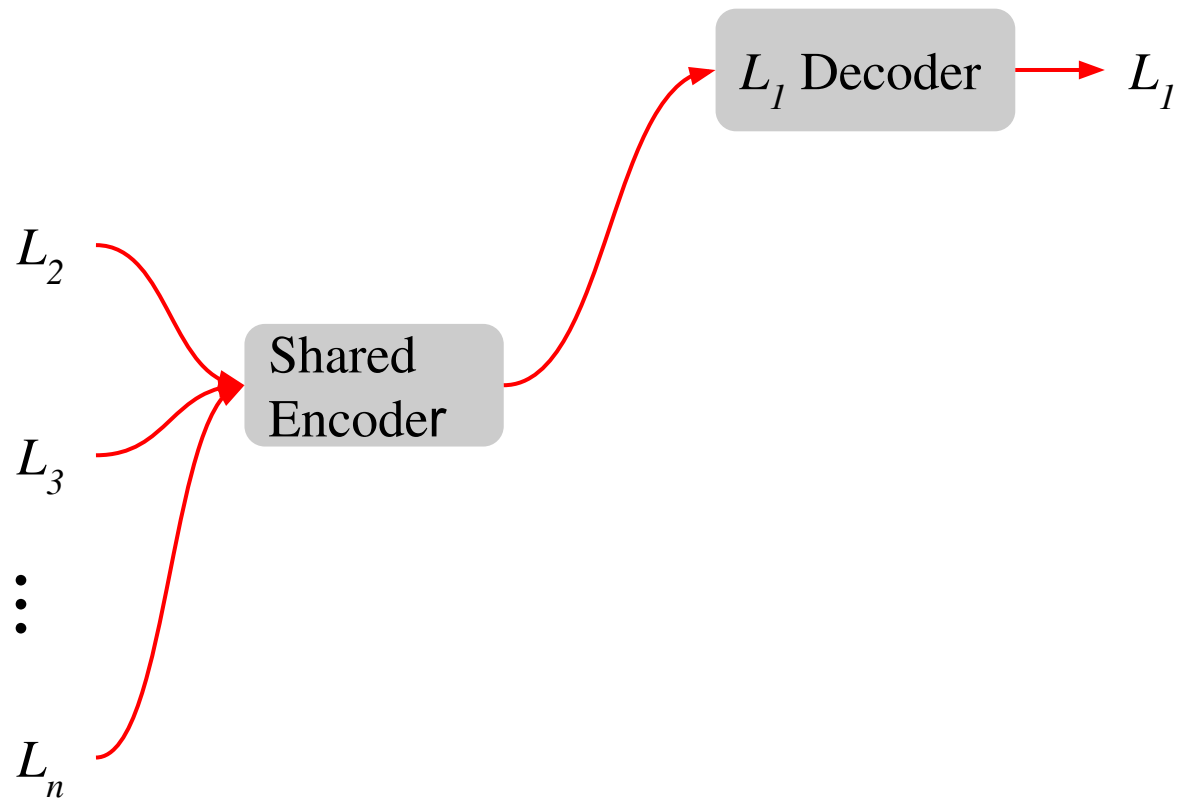 L₁ Decoder
L₁
L₂
Shared
Encoder
L₃
⋮
Lₙ